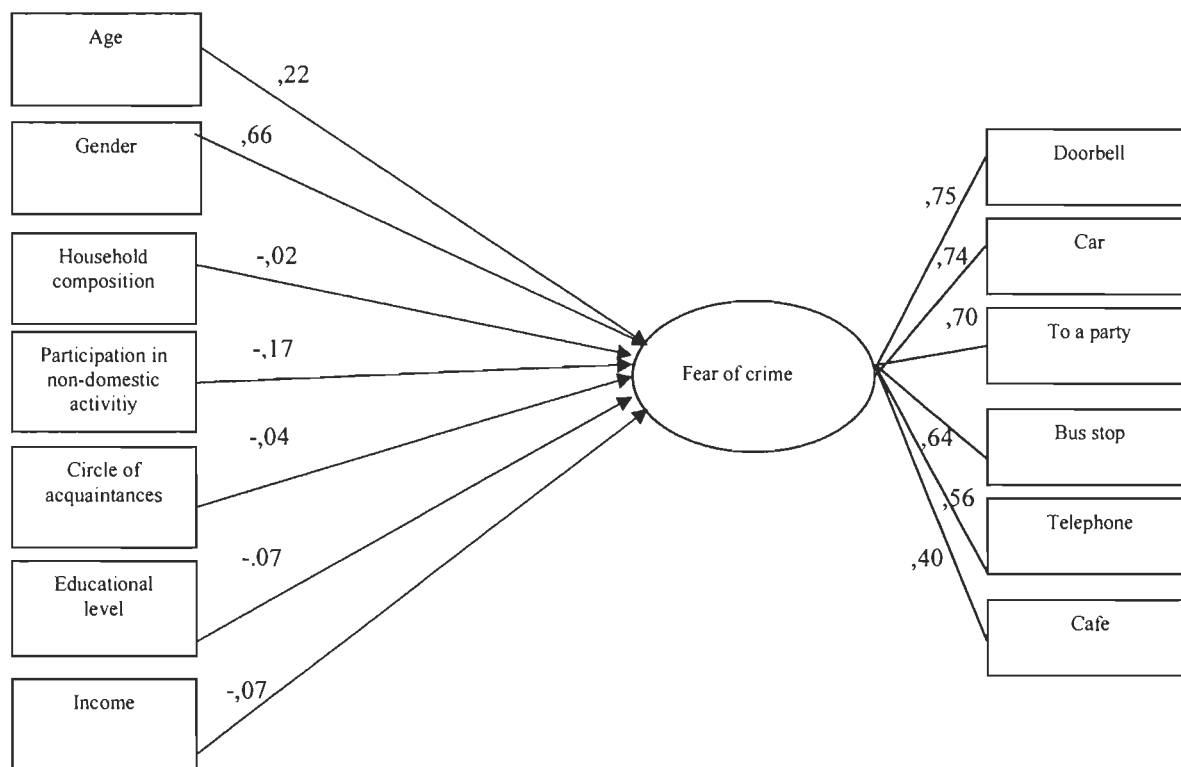 Age
,22
Gender
,66
Household
composition
-,02
Participation in
non-domestic
activitiy
-,17
Circle of
acquaintances
-,04
Educational
level
-.07
Income
-,07
Fear of crime
,75
Doorbell
,74
Car
,70
To a party
,64
Bus stop
,56
Telephone
,40
Cafe